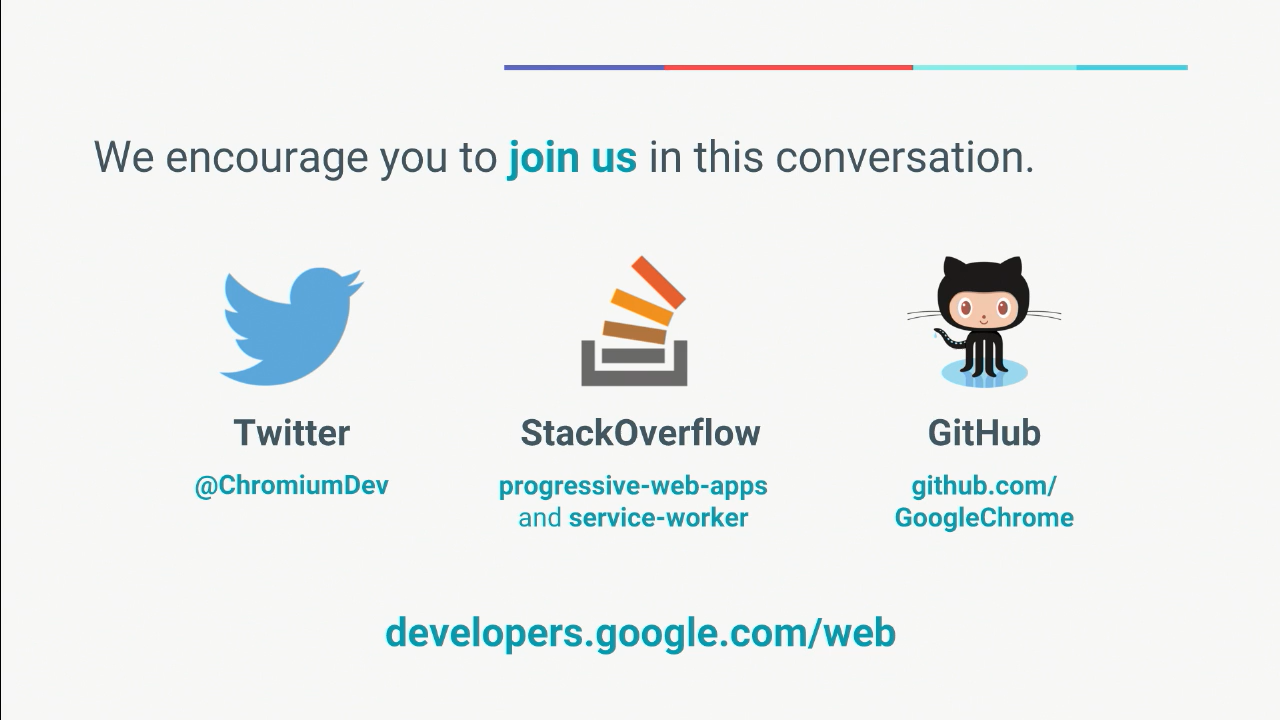 We encourage you to join us in this conversation.
Twitter
@ChromiumDev
StackOverflow
progressive-web-apps
and service-worker
GitHub
github.com/
GoogleChrome
developers.google.com/web